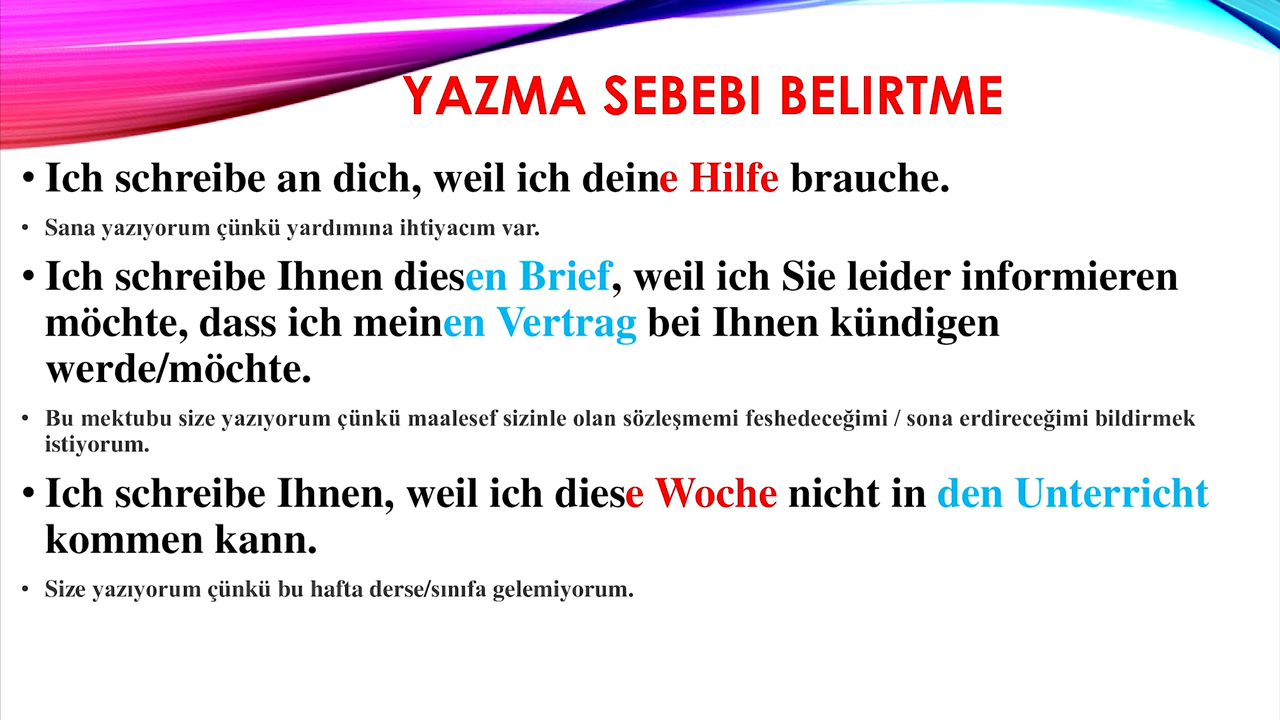 YAZMA SEBEBI BELIRTME
• Ich schreibe an dich, weil ich deine Hilfe brauche.
• Sana yazıyorum çünkü yardımına ihtiyacım var.
• Ich schreibe Ihnen diesen Brief, weil ich Sie leider informieren
möchte, dass ich meinen Vertrag bei Ihnen kündigen
werde/möchte.
• Bu mektubu size yazıyorum çünkü maalesef sizinle olan sözleşmemi feshedeceğimi / sona erdireceğimi bildirmek
istiyorum.
• Ich schreibe Ihnen, weil ich diese Woche nicht in den Unterricht
kommen kann.
• Size yazıyorum çünkü bu hafta derse/sınıfa gelemiyorum.